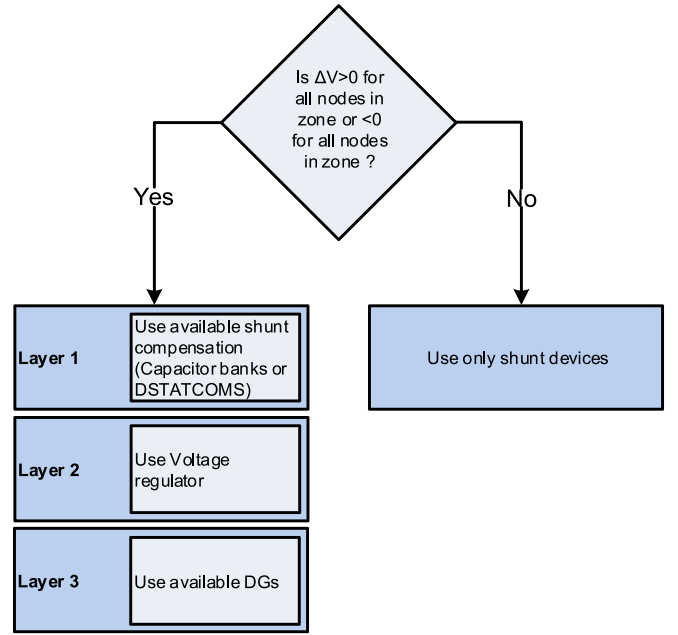 Is ΔV>0 for
all nodes in
zone or <0
for all nodes
in zone ?
Yes
No
Layer 1
Use available shunt
compensation
(Capacitor banks or
DSTATCOMS)
Use only shunt devices
Layer 2
Use Voltage
regulator
Layer 3
Use available DGs